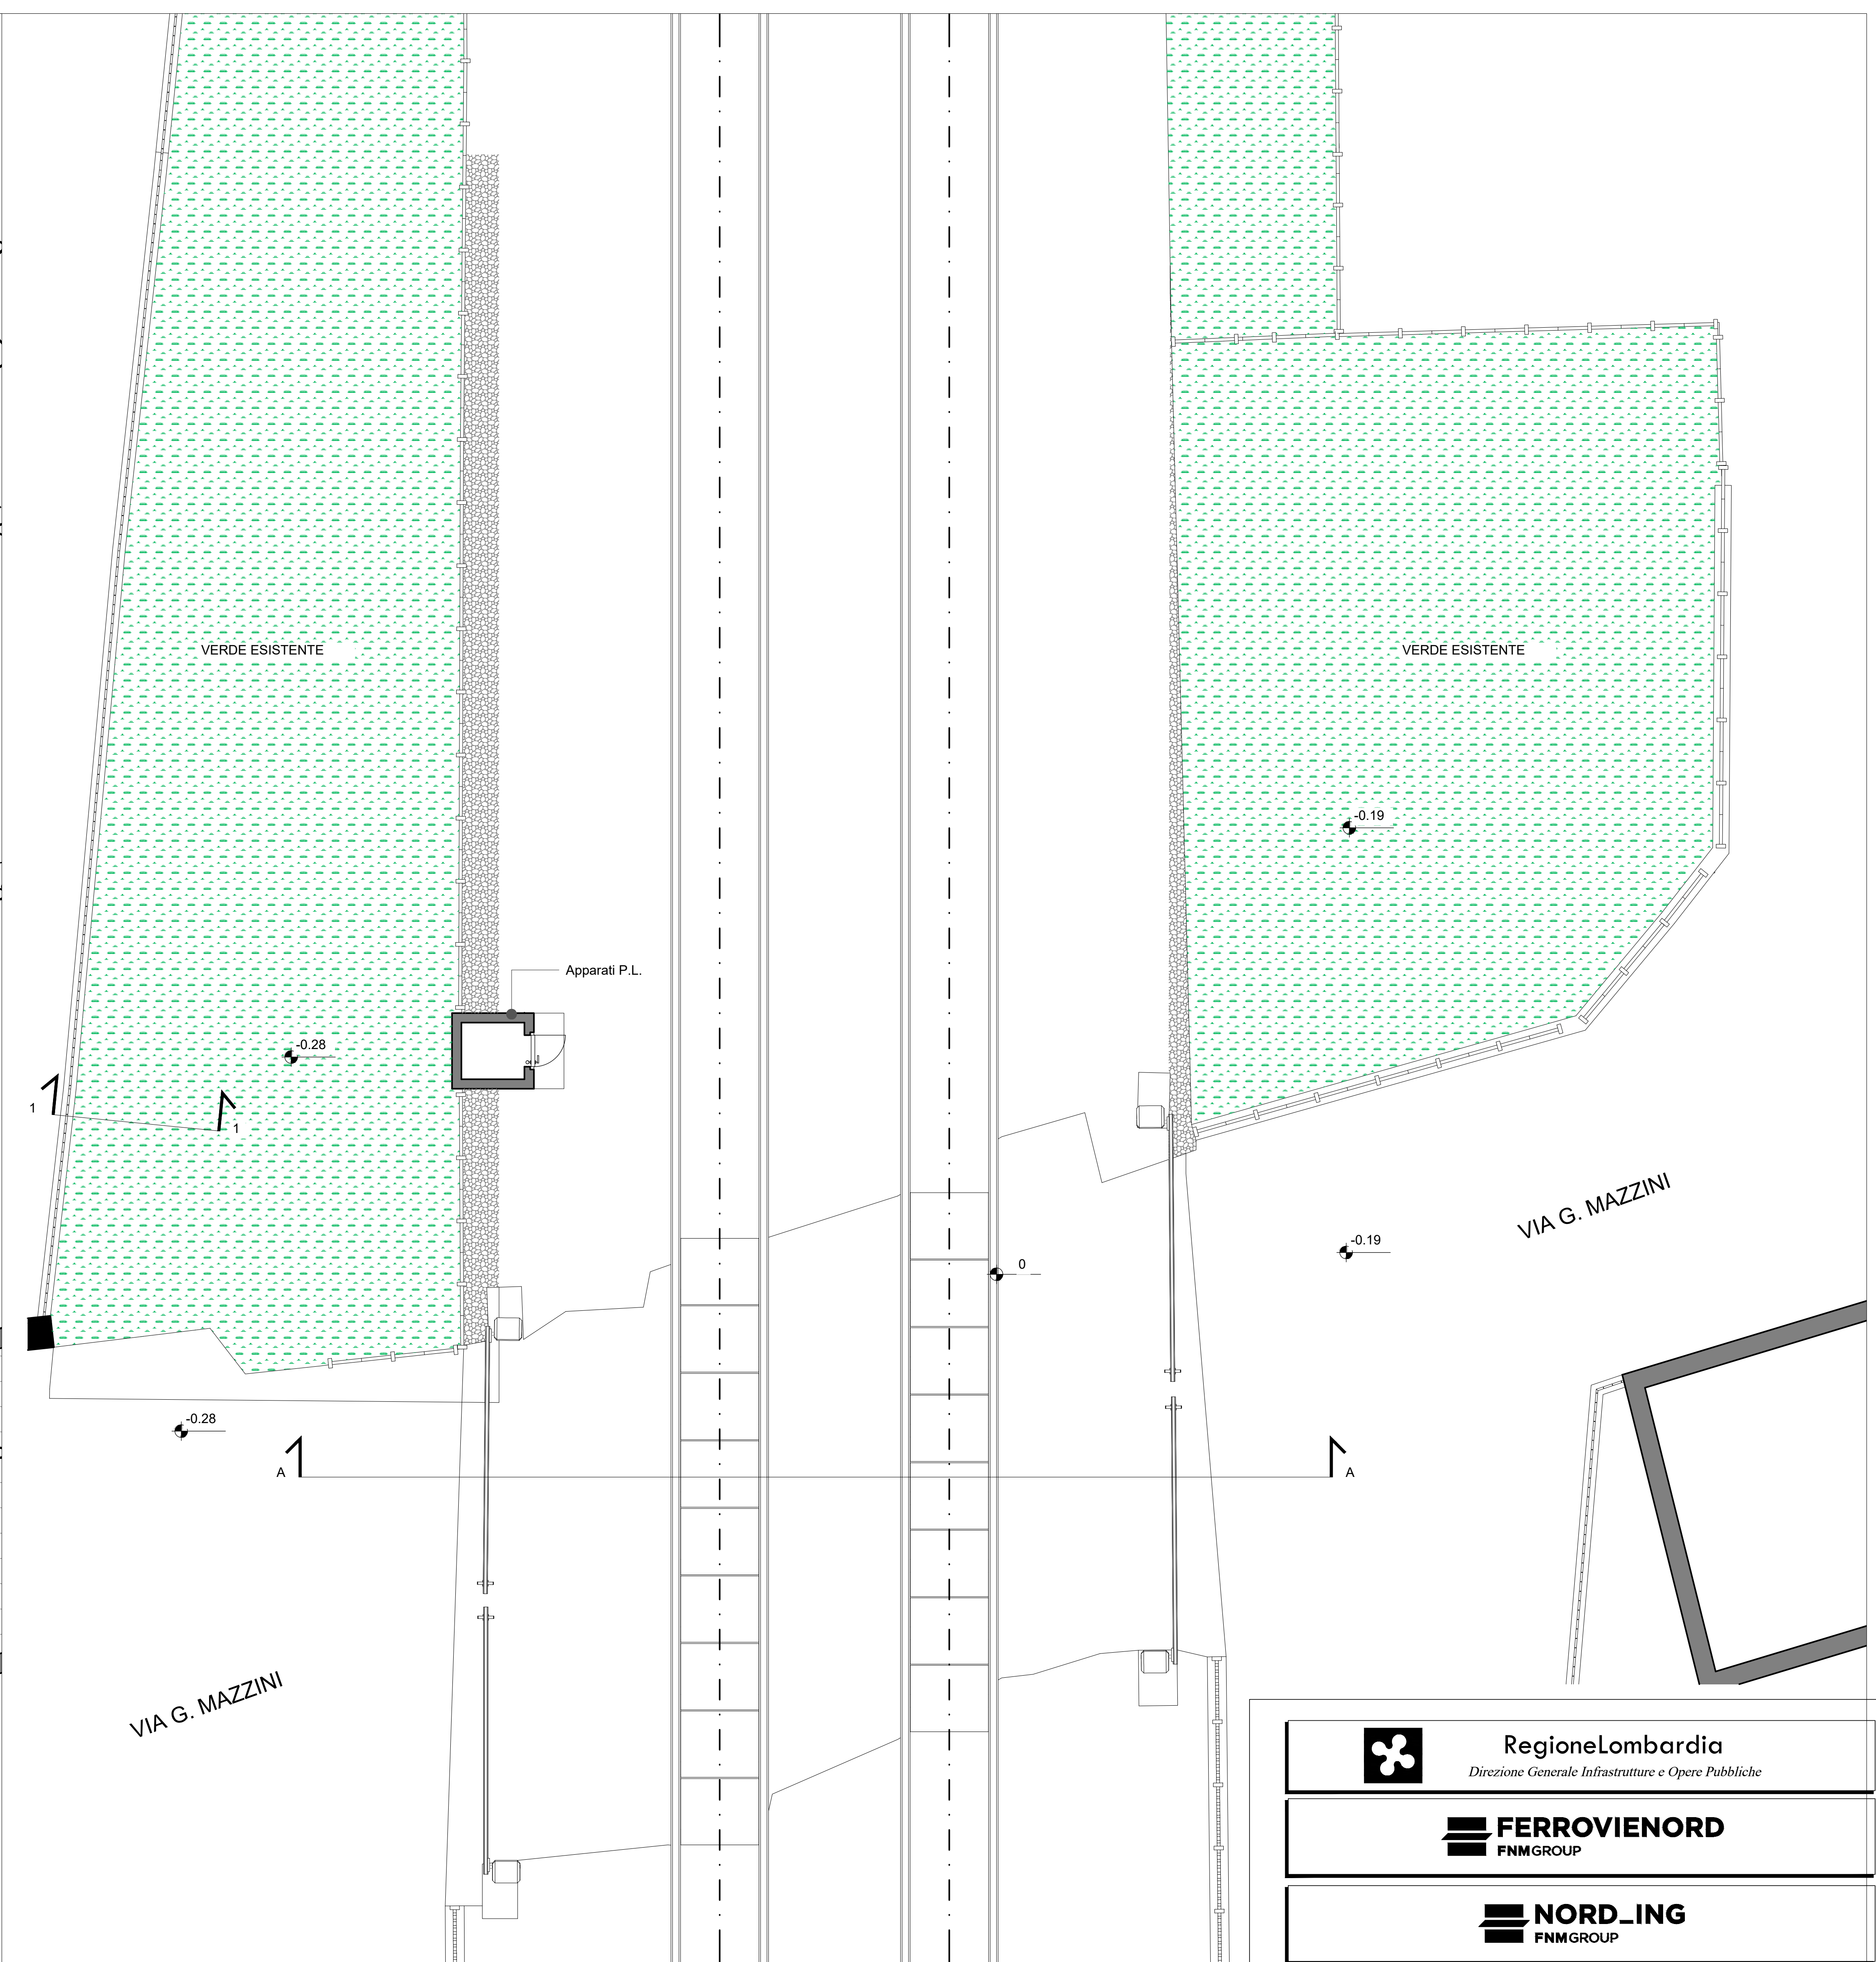 VERDE ESISTENTE
VERDE ESISTENTE
-0.19
Apparati P.L.
-0.28
1
1
VIA G. MAZZINI
-0.19
0
-0.28
A
A
VIA G. MAZZINI
RegioneLombardia
Direzione Generale Infrastrutture e Opere Pubbliche
FERROVIENORD
FNMGROUP
NORD_ING
FNMGROUP